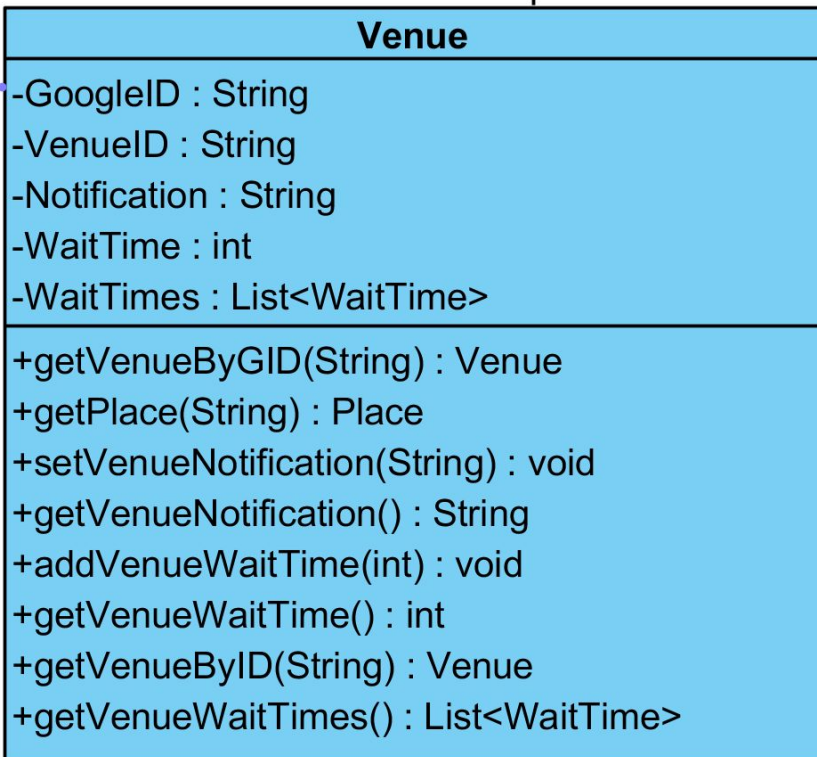 Venue
-GoogleID : String
-VenueID : String
-Notification : String
-WaitTime : int
-WaitTimes : List<WaitTime>
+getVenueByGID(String) : Venue
+getPlace(String) : Place
+setVenueNotification(String) : void
+getVenueNotification() : String
+addVenueWaitTime(int) : void
+getVenueWaitTime() : int
+getVenueByID(String) : Venue
+getVenueWaitTimes() : List<WaitTime>